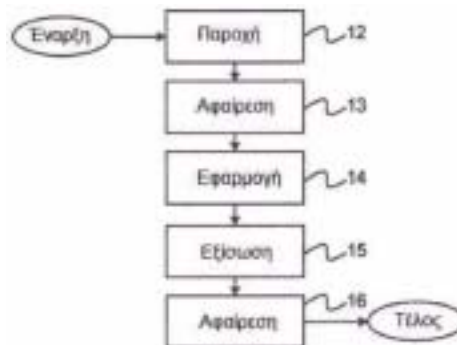 Έναρξη
Παροχή
12
Αφαίρεση
13
Εφαρμογή
14
Εξίσωση
15
Αφαίρεση
16
Τέλος